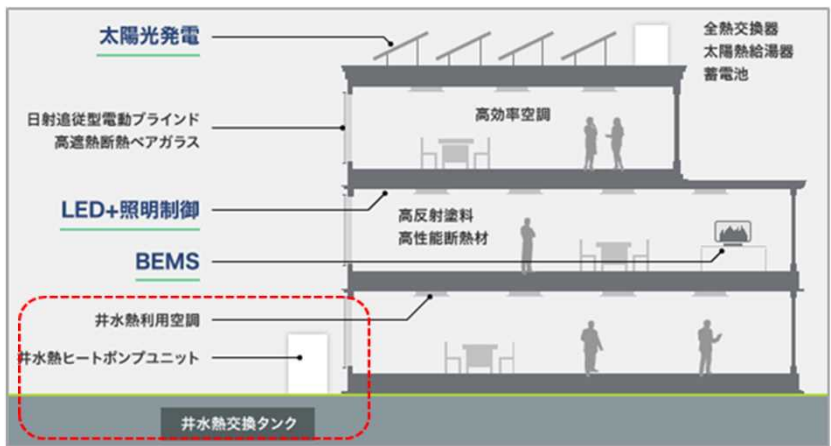 太陽光発電
全熱交換器
太陽熱給湯器
蓄電池
日射追従型電動ブラインド
高遮熱断熱ペアガラス
高効率空調
LED+照明制御
高反射塗料
高性能断熱材
BEMS
井水熱利用空調
井水熱ヒートポンプユニット
井水熱交換タンク